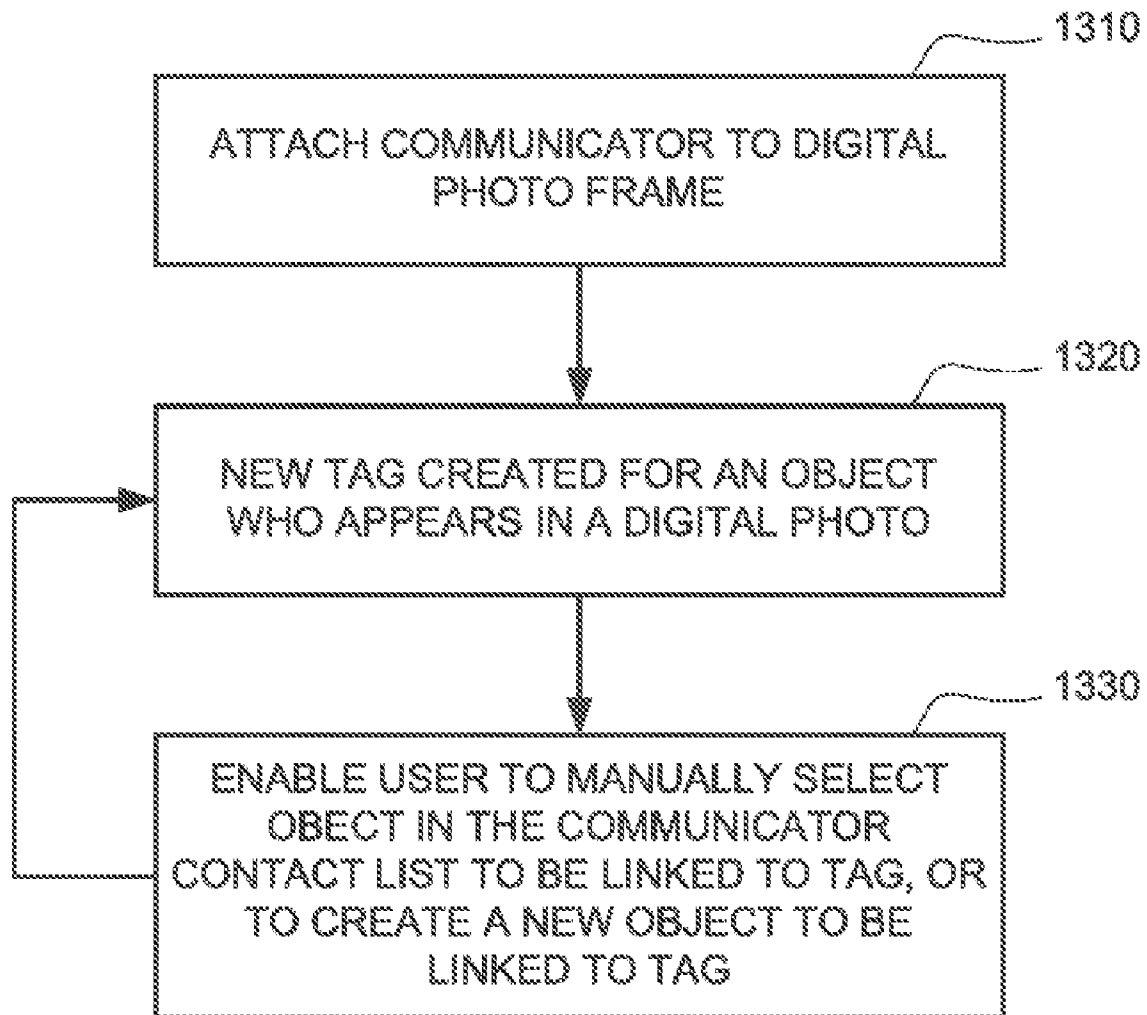 1310
ATTACH COMMUNICATOR TO DIGITAL
PHOTO FRAME
1320
NEW TAG CREATED FOR AN OBJECT
WHO APPEARS IN A DIGITAL PHOTO
1330
ENABLE USER TO MANUALLY SELECT
OBECT IN THE COMMUNICATOR
CONTACT LIST TO BE LINKED TO TAG, OR
TO CREATE A NEW OBJECT TO BE
LINKED TO TAG